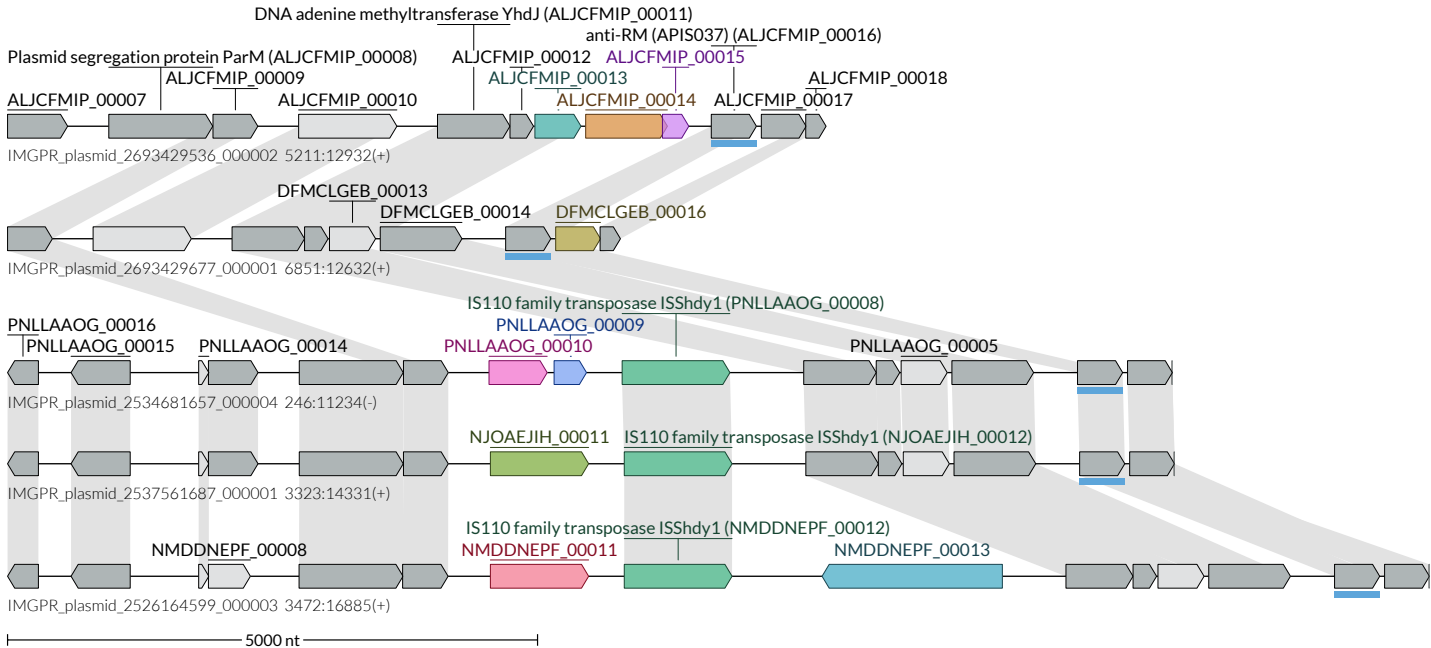 DNA adenine methyltransferase YhdJ (ALJCFMIP_00011)
anti-RM (APIS037) (ALJCFMIP_00016)
Plasmid segregation protein ParM (ALJCFMIP_00008) ALJCFMIP_00012 ALJCFMIP_00015
ALJCFMIP_00009 ALJCFMIP_00013 ALJCFMIP_00018
ALJCFMIP_00007 ALJCFMIP_00010 ALJCFMIP_00014 ALJCFMIP_00017
IMGPR_plasmid_2693429536_000002 5211:12932(+)
DFMCLGEB_00013
DFMCLGEB_00014 DFMCLGEB_00016
IMGPR_plasmid_2693429677_000001 6851:12632(+)
IS110 family transposase ISShdy1 (PNLLAAOG_00008)
PNLLAAOG_00016 PNLLAAOG_00009
PNLLAAOG_00015 PNLLAAOG_00014 PNLLAAOG_00010 PNLLAAOG_00005
IMGPR_plasmid_2534681657_000004 246:11234(-)
NJOAEJIH_00011 IS110 family transposase ISShdy1 (NJOAEJIH_00012)
IMGPR_plasmid_2537561687_000001 3323:14331(+)
IS110 family transposase ISShdy1 (NMDDNEPF_00012)
NMDDNEPF_00008 NMDDNEPF_00011 NMDDNEPF_00013
IMGPR_plasmid_2526164599_000003 3472:16885(+)
5000 nt